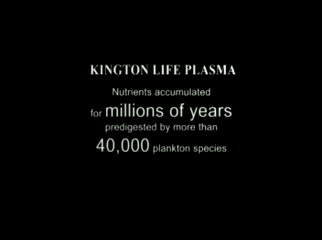 KINGTON LIFE PLASMA
Nutrients accumulated
for millions of years
predigested by more than
40,000 plankton species